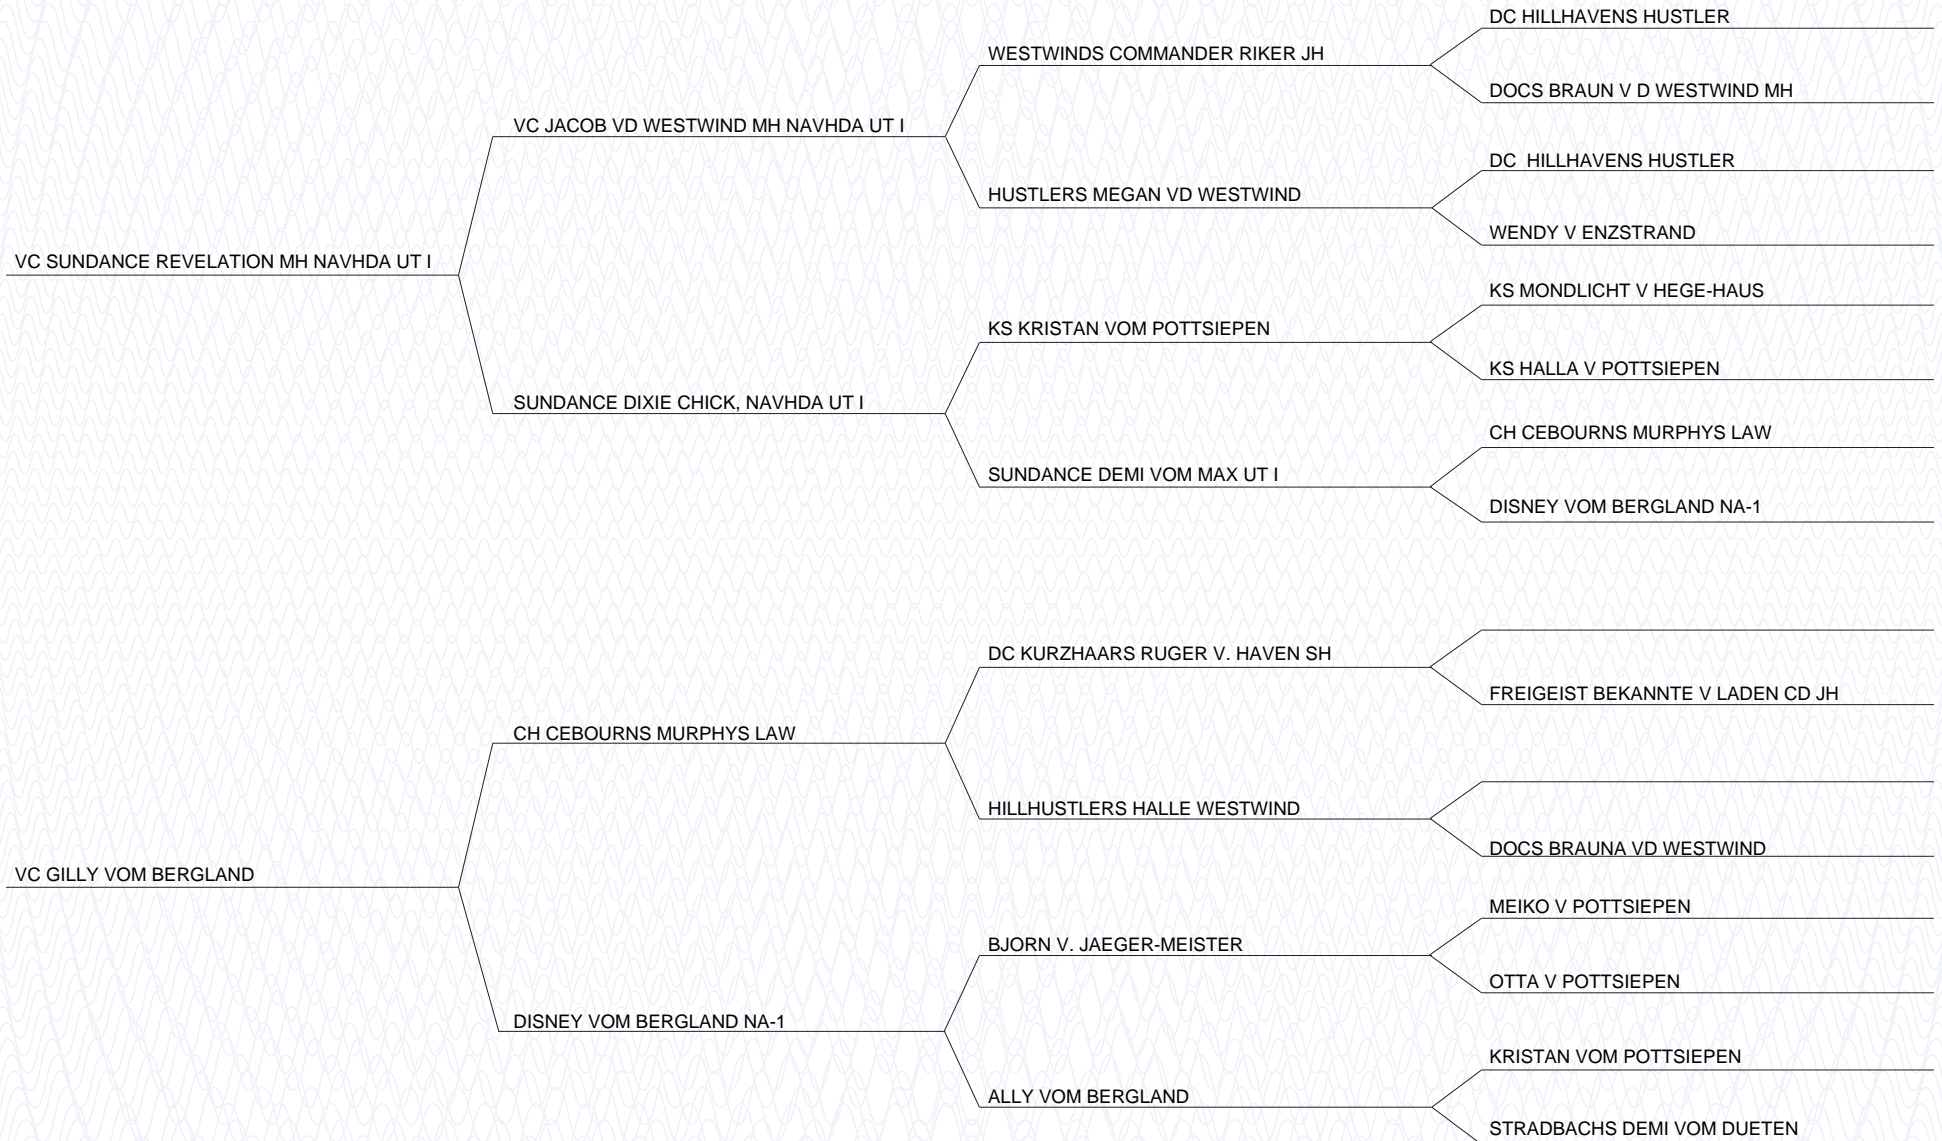 DC HILLHAVENS HUSTLER
WESTWINDS COMMANDER RIKER JH
DOCS BRAUN V D WESTWIND MH
VC JACOB VD WESTWIND MH NAVHDA UT I
DC  HILLHAVENS HUSTLER
HUSTLERS MEGAN VD WESTWIND
WENDY V ENZSTRAND
VC SUNDANCE REVELATION MH NAVHDA UT I
KS MONDLICHT V HEGE-HAUS
KS KRISTAN VOM POTTSIEPEN
KS HALLA V POTTSIEPEN
SUNDANCE DIXIE CHICK, NAVHDA UT I
CH CEBOURNS MURPHYS LAW
SUNDANCE DEMI VOM MAX UT I
DISNEY VOM BERGLAND NA-1
DC KURZHAARS RUGER V. HAVEN SH
FREIGEIST BEKANNTE V LADEN CD JH
CH CEBOURNS MURPHYS LAW
HILLHUSTLERS HALLE WESTWIND
DOCS BRAUNA VD WESTWIND
VC GILLY VOM BERGLAND
MEIKO V POTTSIEPEN
BJORN V. JAEGER-MEISTER
OTTA V POTTSIEPEN
DISNEY VOM BERGLAND NA-1
KRISTAN VOM POTTSIEPEN
ALLY VOM BERGLAND
STRADBACHS DEMI VOM DUETEN